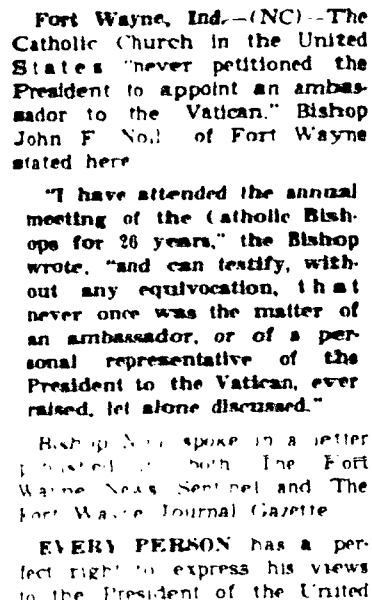 Fort Wayne, Ind.—(NC)—The
Catholic Church in the United
States "never petitioned the
President to appoint an ambas-
sador to the Vatican." Bishop
John F of Fort Wayne
stated here
"I have attended the annual
meeting of the Catholic Bish-
ops for 26 years," the Bishop
wrote, "and can testify, with-
out any equivocation, that
never once was the matter of
an ambassador, or of a per-
sonal representative of the
President to the Vatican, ever
raised, let alone discussed."
Bishop spoke in a letter
both The Fort
Wayne News Sentinel and The
Fort Wayne Journal Gazette
EVERY PERSON has a per-
fect right to express his views
to the President of the United